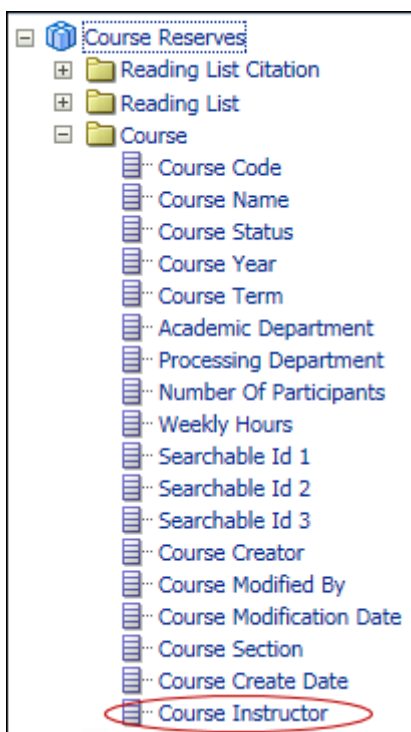 Course Reserves
Reading List Citation
Reading List
Course
Course Code
Course Name
Course Status
Course Year
Course Term
Academic Department
Processing Department
Number Of Participants
Weekly Hours
Searchable Id 1
Searchable Id 2
Searchable Id 3
Course Creator
Course Modified By
Course Modification Date
Course Section
Course Create Date
Course Instructor